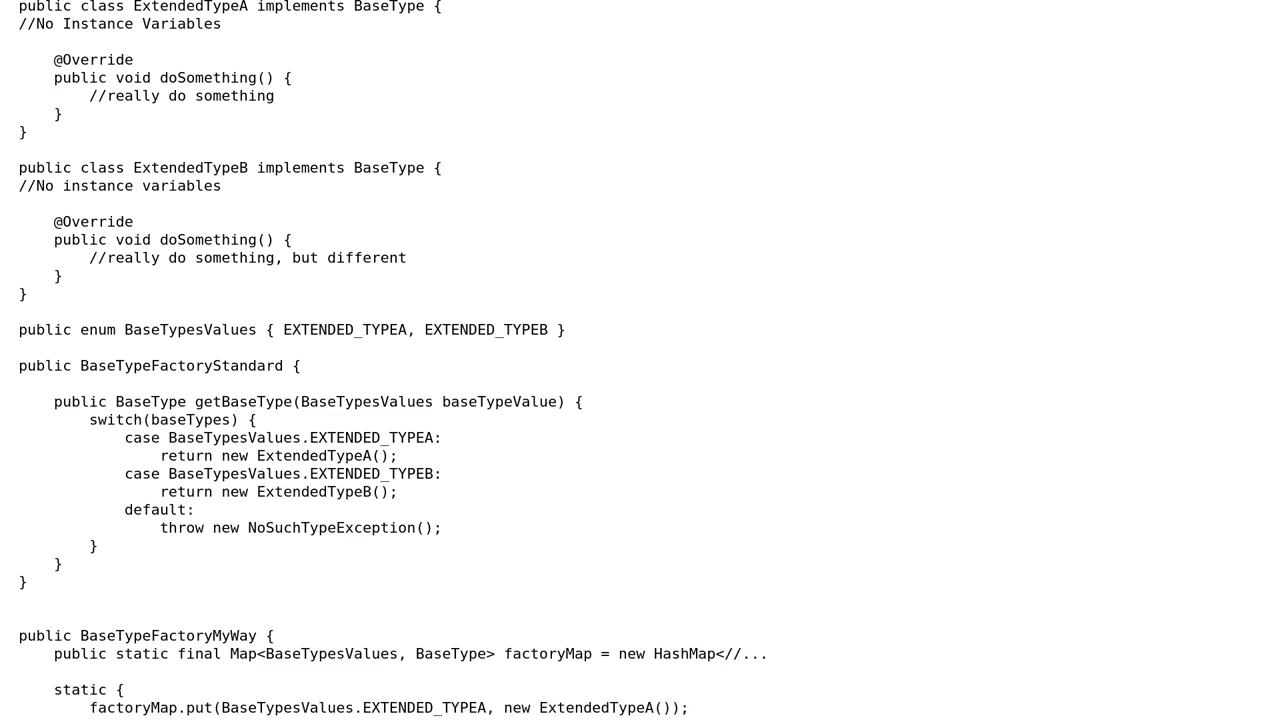 public class ExtendedTypeA implements BaseType {
//No Instance Variables

    @Override
    public void doSomething() {
        //really do something
    }
}

public class ExtendedTypeB implements BaseType {
//No instance variables

    @Override
    public void doSomething() {
        //really do something, but different
    }
}

public enum BaseTypesValues { EXTENDED_TYPEA, EXTENDED_TYPEB }

public BaseTypeFactoryStandard {

    public BaseType getBaseType(BaseTypesValues baseTypeValue) {
        switch(baseTypes) {
            case BaseTypesValues.EXTENDED_TYPEA:
                return new ExtendedTypeA();
            case BaseTypesValues.EXTENDED_TYPEB:
                return new ExtendedTypeB();
            default:
                throw new NoSuchTypeException();
        }
    }
}


public BaseTypeFactoryMyWay {
    public static final Map<BaseTypesValues, BaseType> factoryMap = new HashMap<//...

    static {
        factoryMap.put(BaseTypesValues.EXTENDED_TYPEA, new ExtendedTypeA());